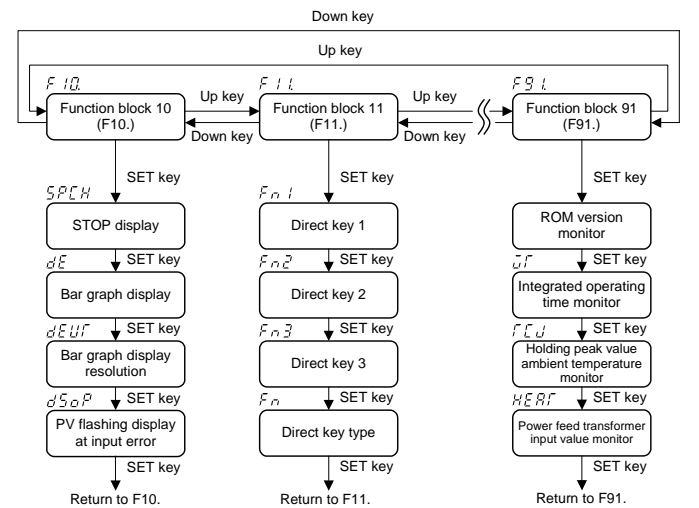 Down key
Up key
F10.
F11.
F91.
Function block 10
(F10.)
Up key
Down key
Function block 11
(F11.)
Up key
Down key
Function block 91
(F91.)
SET key
SET key
SET key
SPCH
STOP display
Fn1
Direct key 1
ROM version
monitor
SET key
SET key
SET key
dE
Bar graph display
Fn2
Direct key 2
Integrated operating
time monitor
SET key
SET key
SET key
dEUT
Bar graph display
resolution
Fn3
Direct key 3
TCJ
Holding peak value
ambient temperature
monitor
SET key
SET key
SET key
dSoP
PV flashing display
at input error
Fn
Direct key type
HEAT
Power feed transformer
input value monitor
SET key
SET key
SET key
Return to F10.
Return to F11.
Return to F91.